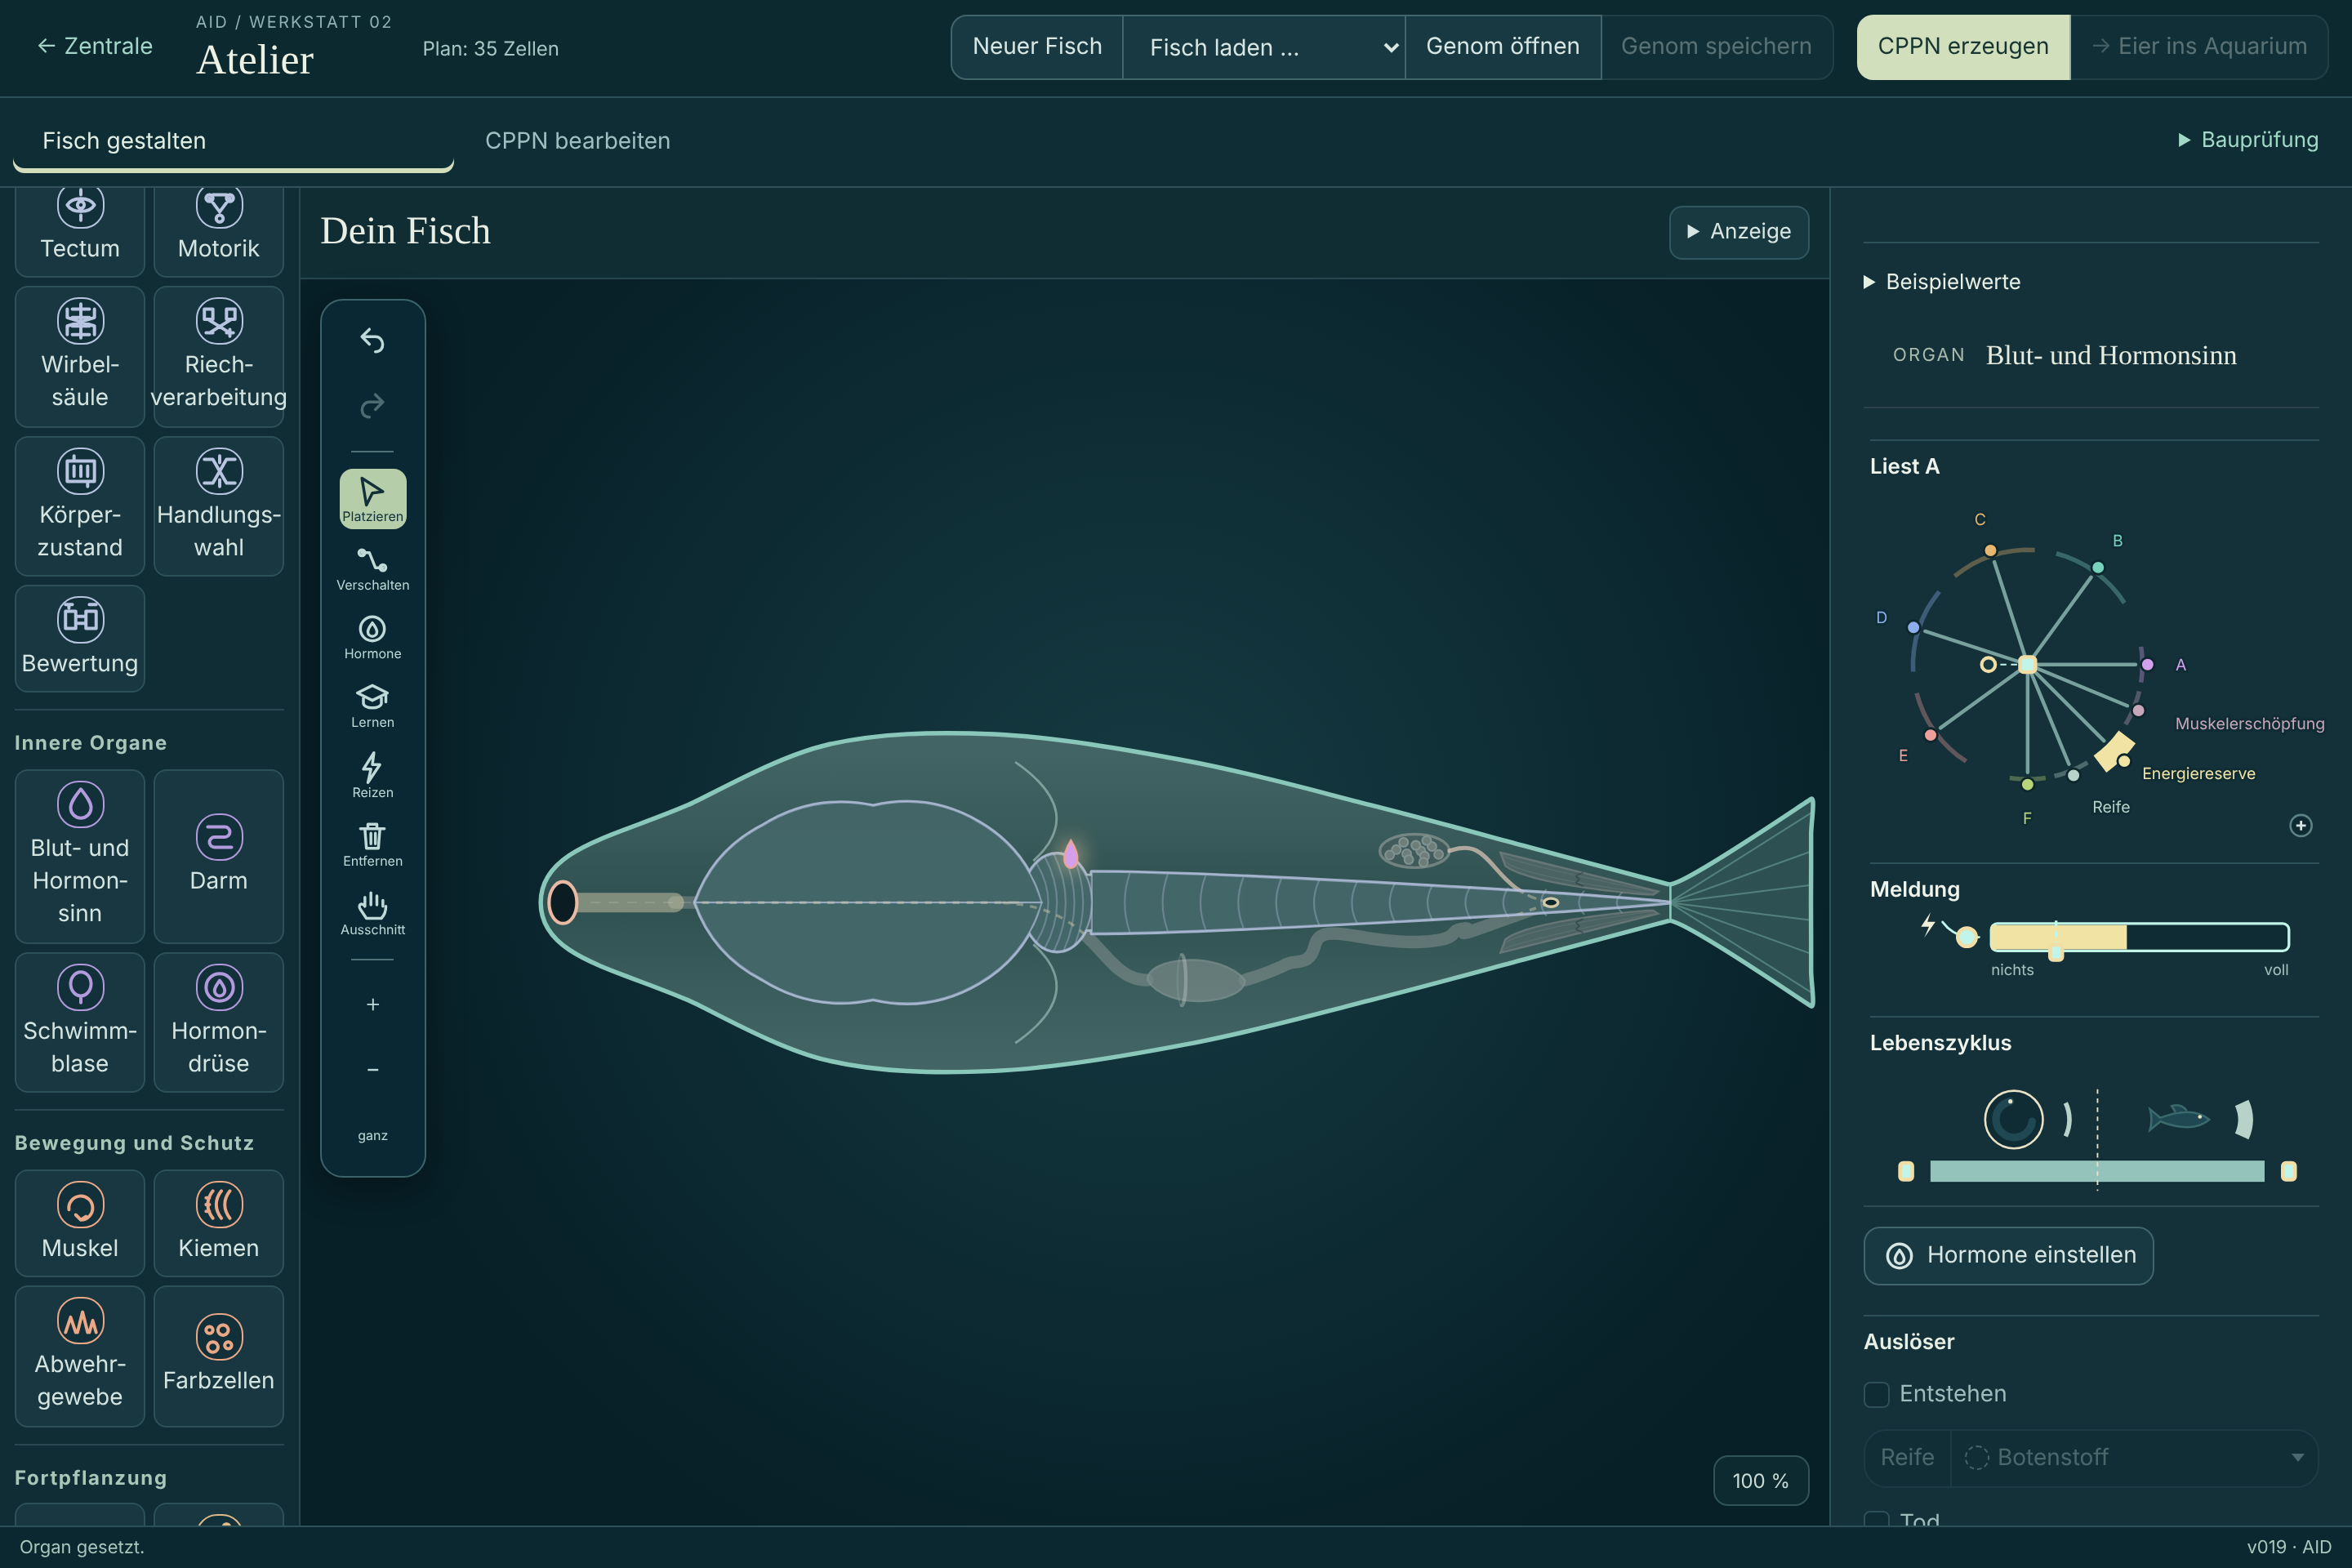 ← Zentrale
AID / WERKSTATT 02
Atelier
Plan: 35 Zellen
Neuer Fisch
Fisch laden ...
Genom öffnen
Genom speichern
CPPN erzeugen
→ Eier ins Aquarium
Fisch gestalten
CPPN bearbeiten
Bauprüfung
Tectum
Motorik
Wirbel-
säule
Riech-
verarbeitung
Körper-
zustand
Handlungs-
wahl
Bewertung
Innere Organe
Blut- und
Hormon-
sinn
Darm
Schwimm-
blase
Hormon-
drüse
Bewegung und Schutz
Muskel
Kiemen
Abwehr-
gewebe
Farbzellen
Fortpflanzung
Dein Fisch
Anzeige
Platzieren
Verschalten
Hormone
Lernen
Reizen
Entfernen
Ausschnitt
+
−
ganz
100 %
Beispielwerte
ORGAN Blut- und Hormonsinn
Liest A
C
B
D
A
Muskelerschöpfung
E
Energiereserve
Reife
F
Meldung
nichts
voll
Lebenszyklus
Hormone einstellen
Auslöser
Entstehen
Reife
Botenstoff
Tod
Organ gesetzt.
v019 · AID